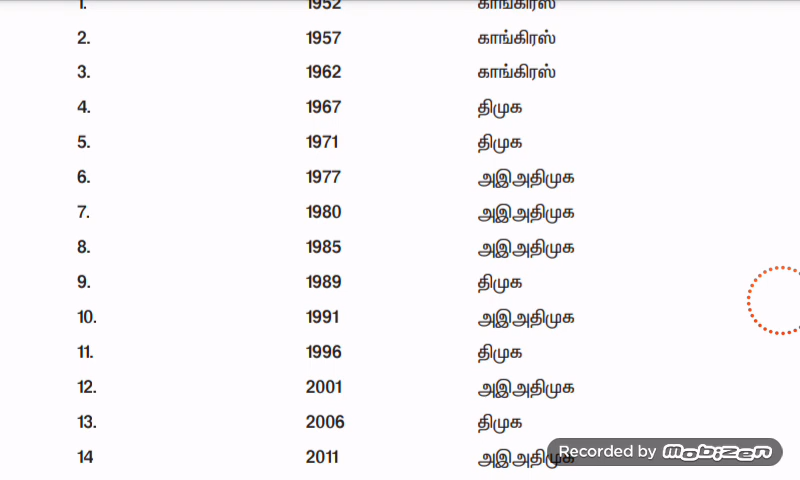 1. 1952 காங்கிரஸ்
2. 1957 காங்கிரஸ்
3. 1962 காங்கிரஸ்
4. 1967 திமுக
5. 1971 திமுக
6. 1977 அஇஅதிமுக
7. 1980 அஇஅதிமுக
8. 1985 அஇஅதிமுக
9. 1989 திமுக
10. 1991 அஇஅதிமுக
11. 1996 திமுக
12. 2001 அஇஅதிமுக
13. 2006 திமுக
14 2011 அஇஅதிமுக
Recorded by mobizen